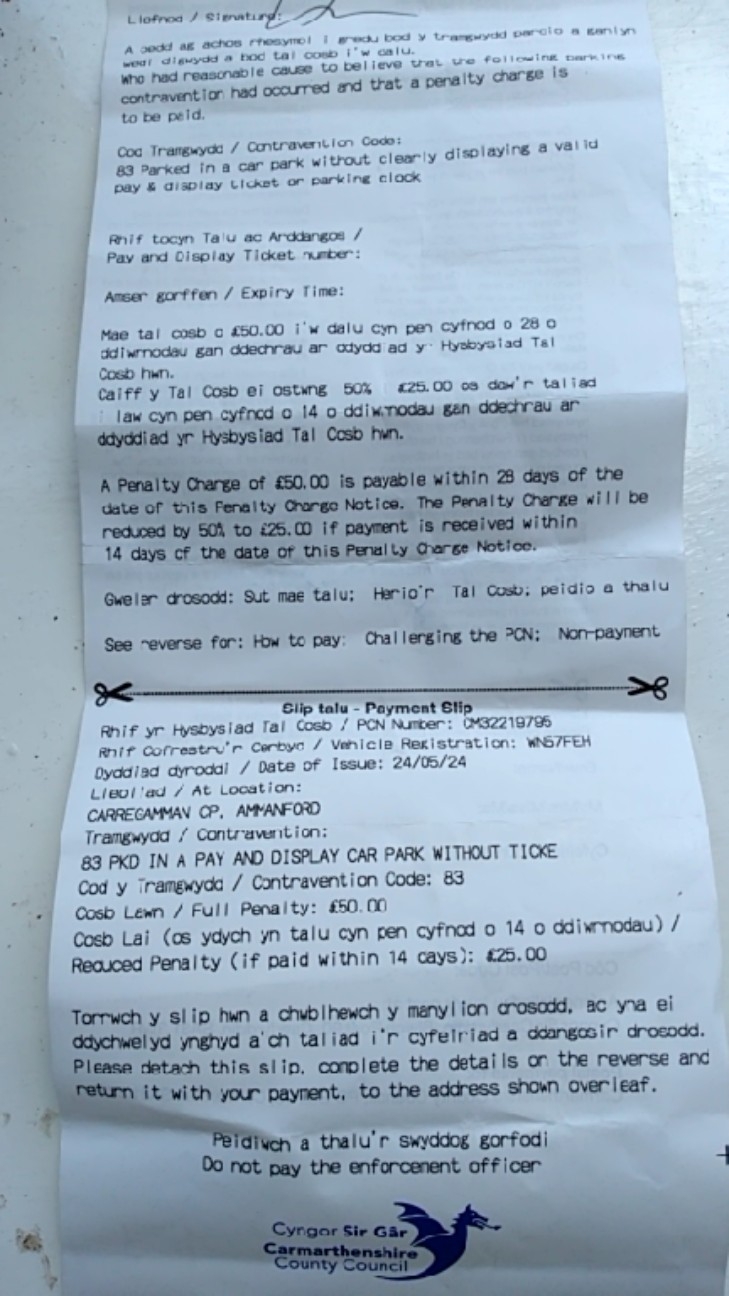 Llofnod / Signature:
A oedd ag achos rhesymol i gredu bod y tramgwydd parcio a ganlyn
wedi digwydd a bod tal cosb i'w dalu.
Who had reasonable cause to believe that the following parking
contravention had occurred and that a penalty charge is
to be paid.
Cod Tramgwydd / Contravention Code:
83 Parked in a car park without clearly displaying a valid
pay & display ticket or parking clock
Rhif tocyn Talu ac Arddangos /
Pay and Display Ticket number:
Amser gorffen / Expiry Time:
Mae tal cosb o £50.00 i'w dalu cyn pen cyfnod o 28 o
ddiwrnodau gan ddechrau ar ddydd ad y Hysbysiad Tal
Cosb hwn.
Caiff y Tal Cosb ei ostwng 50% £25.00 os daw'r taliad
i law cyn pen cyfnod o 14 o ddiwrnodau gan ddechrau ar
ddyddiad yr Hysbysiad Tal Cosb hwn.
A Penalty Charge of £50.00 is payable within 28 days of the
date of this Penalty Charge Notice. The Penalty Charge will be
reduced by 50% to £25.00 if payment is received within
14 days of the date of this Penalty Charge Notice.
Gweler drosodd: Sut mae talu; Herio'r Tal Cosb; peidio a thalu
See reverse for: How to pay; Challenging the PCN; Non-payment
Slip talu - Payment Slip
Rhif yr Hysbysiad Tal Cosb / PCN Number: CM32219795
Rhif Cofrestru'r Cerbyd / Vehicle Registration: WN57FEH
Dyddiad dyroddi / Date of Issue: 24/05/24
Lleoliad / At Location:
CARREGAMMAN CP, AMMANFORD
Tramgwydd / Contravention:
83 PKD IN A PAY AND DISPLAY CAR PARK WITHOUT TICKE
Cod y Tramgwydd / Contravention Code: 83
Cosb Lawn / Full Penalty: £50.00
Cosb Lai (os ydych yn talu cyn pen cyfnod o 14 o ddiwrnodau) /
Reduced Penalty (if paid within 14 days): £25.00
Torrwch y slip hwn a chwblhewch y manylion drosodd, ac yna ei
ddychwelyd ynghyd a'ch taliad i'r cyfeiriad a ddangosir drosodd.
Please detach this slip, complete the details on the reverse and
return it with your payment, to the address shown overleaf.
Peidiwch a thalu'r swyddog gorfodi
Do not pay the enforcement officer
Cyngor Sir Gâr
Carmarthenshire
County Council